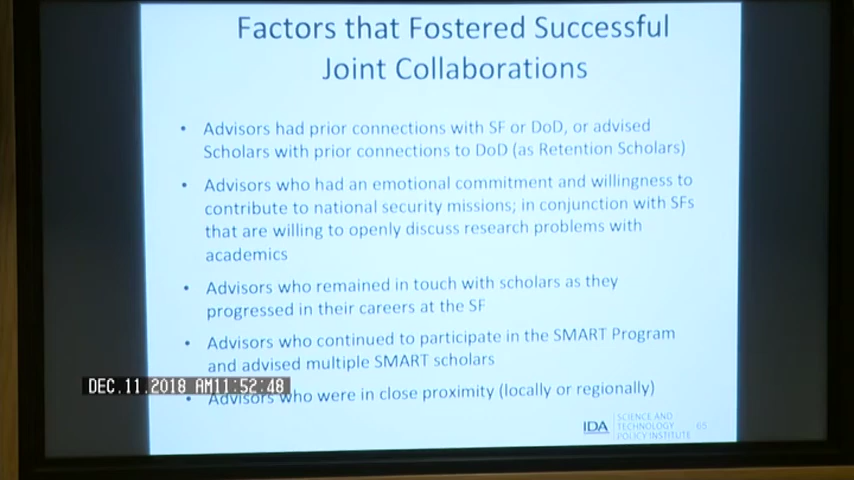 Factors that Fostered Successful
Joint Collaborations
• Advisors had prior connections with SF or DoD, or advised
Scholars with prior connections to DoD (as Retention Scholars)
• Advisors who had an emotional commitment and willingness to
contribute to national security missions; in conjunction with SFs
that are willing to openly discuss research problems with
academics
• Advisors who remained in touch with scholars as they
progressed in their careers at the SF
• Advisors who continued to participate in the SMART Program
and advised multiple SMART scholars
DEC.11.2018 AM11:52:48
• Advisors who were in close proximity (locally or regionally)
IDA
SCIENCE AND
TECHNOLOGY
POLICY INSTITUTE
65